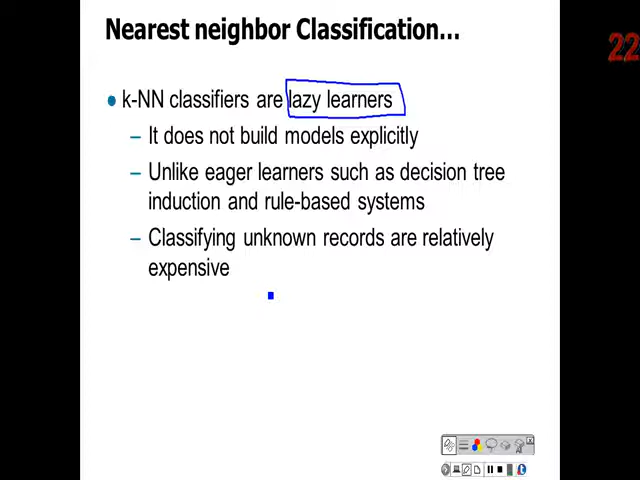 Nearest neighbor Classification…
22
● k-NN classifiers are lazy learners
– It does not build models explicitly
– Unlike eager learners such as decision tree
induction and rule-based systems
– Classifying unknown records are relatively
expensive